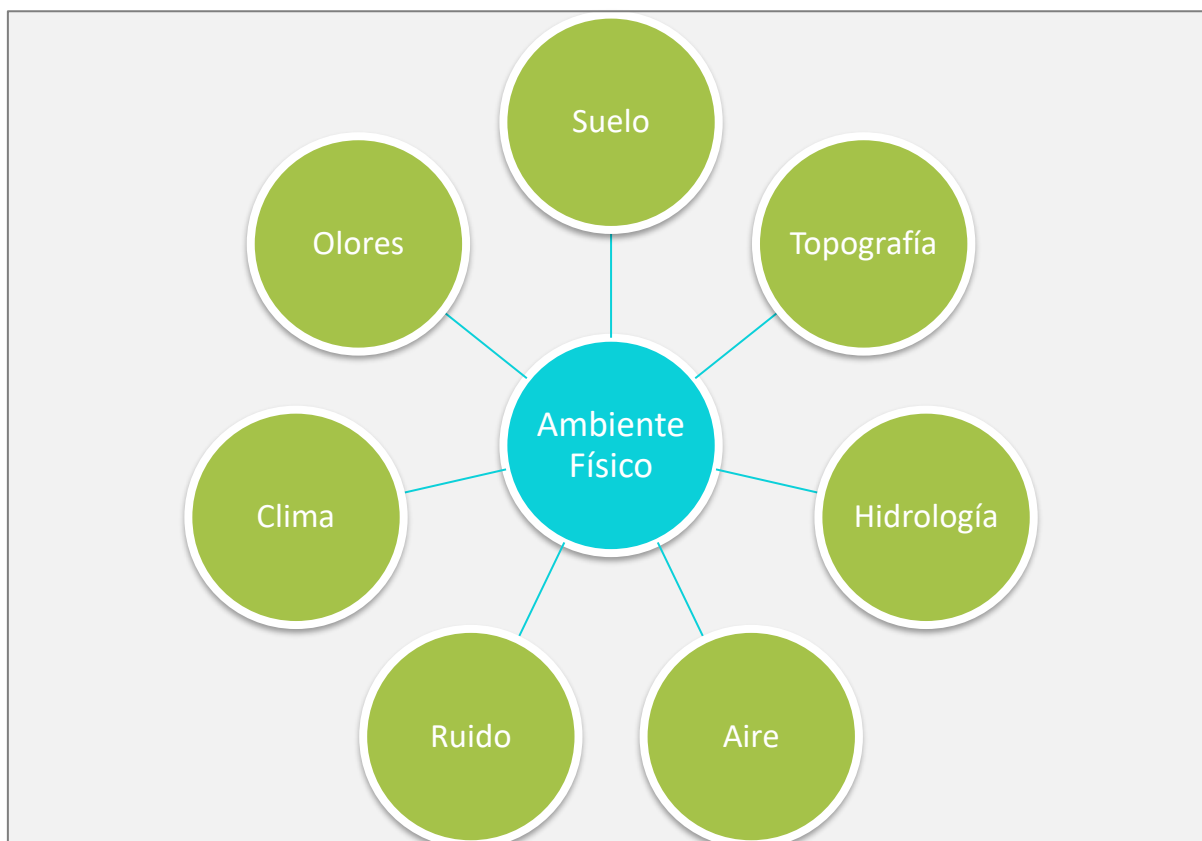 Suelo
Topografía
Hidrología
Aire
Ruido
Clima
Olores
Ambiente
Físico